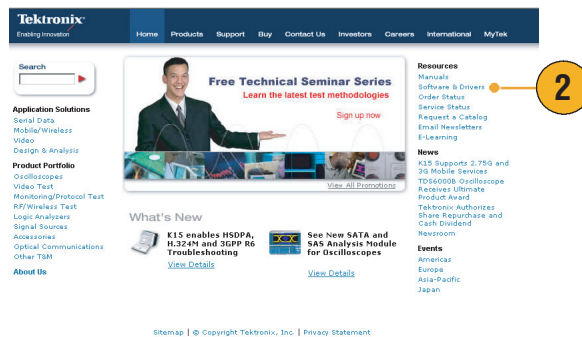 Tektronix
Enabling Innovation
Home Products Support Buy Contact Us Investors Careers International MyTek
Search
Application Solutions
Serial Data
Mobile/Wireless
Video
Design & Analysis
Product Portfolio
Oscilloscopes
Video Test
Monitoring/Protocol Test
RF/Wireless Test
Logic Analyzers
Signal Sources
Accessories
Optical Communications
Other T&M
About Us
Free Technical Seminar Series
Learn the latest test methodologies
Sign up now
View All Promotions
What's New
K15 enables HSDPA,
H.324M and 3GPP R6
Troubleshooting
View Details
See New SATA and
SAS Analysis Module
for Oscilloscopes
View Details
Resources
Manuals
Software & Drivers
Order Status
Service Status
Request a Catalog
Email Newsletters
E-Learning
News
K15 Supports 2.75G and
3G Mobile Services
TDS6000B Oscilloscope
Receives Ultimate
Product Award
Tektronix Authorizes
Share Repurchase and
Cash Dividend
Newsroom
Events
Americas
Europe
Asia-Pacific
Japan
2
Sitemap | © Copyright Tektronix, Inc. | Privacy Statement